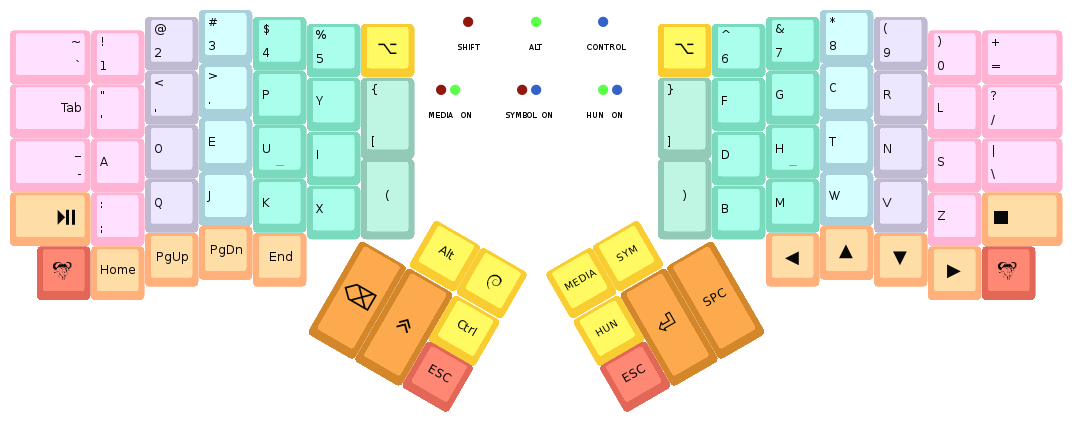 ~ `
! 1
@ 2
# 3
$ 4
% 5
⌥
SHIFT
ALT
CONTROL
⌥
^ 6
& 7
* 8
( 9
) 0
+ =
Tab
" '
< ,
> .
P
Y
{ [
MEDIA ON
SYMBOL ON
HUN ON
} ]
F
G
C
R
L
? /
_ -
A
O
E
U _
I
(
)
D
H _
T
N
S
| \
: ;
Q
J
K
X
B
M
W
V
Z
Home
PgUp
PgDn
End
Alt
Ctrl
ESC
MEDIA
SYM
HUN
SPC
ESC